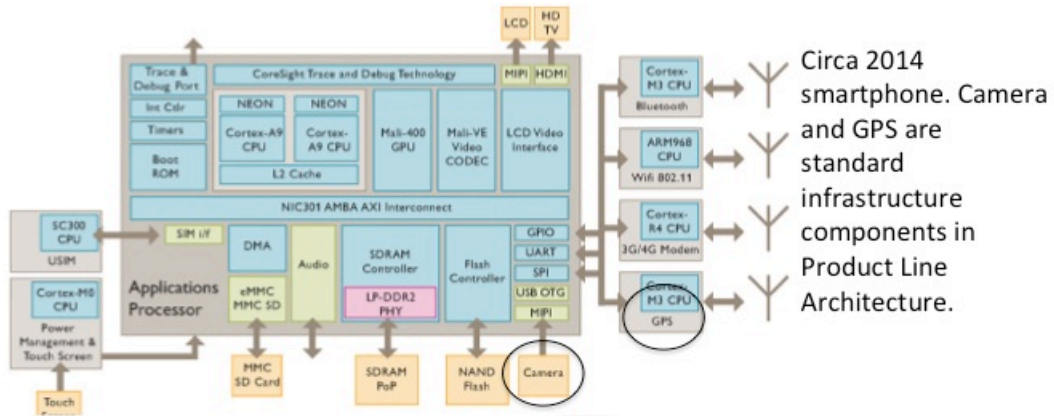 LCD
HD
TV
Trace &
Debug Port
CoreSight Trace and Debug Technology
MIPI
HDMI
Int Ctlr
Timers
Boot
ROM
NEON
NEON
Cortex-A9
CPU
Cortex-
A9 CPU
L2 Cache
Mali-400
GPU
Mali-VE
Video
CODEC
LCD Video
Interface
NIC301 AMBA AXI Interconnect
SC300
CPU
USIM
SIM i/f
DMA
Audio
SDRAM
Controller
Flash
Controller
GPIO
UART
SPI
USB OTG
MIPI
eMMC
MMC SD
LP-DDR2
PHY
Applications
Processor
Cortex-M0
CPU
Power
Management &
Touch Screen
Touch
MMC
SD Card
SDRAM
PoP
NAND
Flash
Camera
Cortex-
M3 CPU
Bluetooth
ARM968
CPU
Wifi 802.11
Cortex-
R4 CPU
3G/4G Modem
Cortex-
M3 CPU
GPS
Circa 2014
smartphone. Camera
and GPS are
standard
infrastructure
components in
Product Line
Architecture.